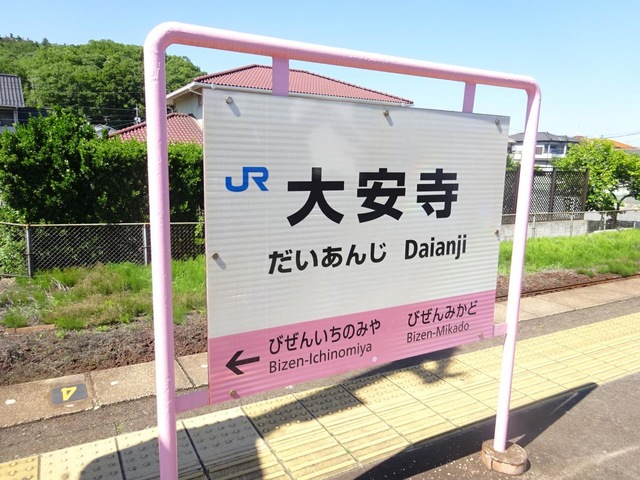 JR 大安寺
だいあんじ Daianji
← びぜんいちのみや びぜんみかど
Bizen-Ichinomiya Bizen-Mikado
4